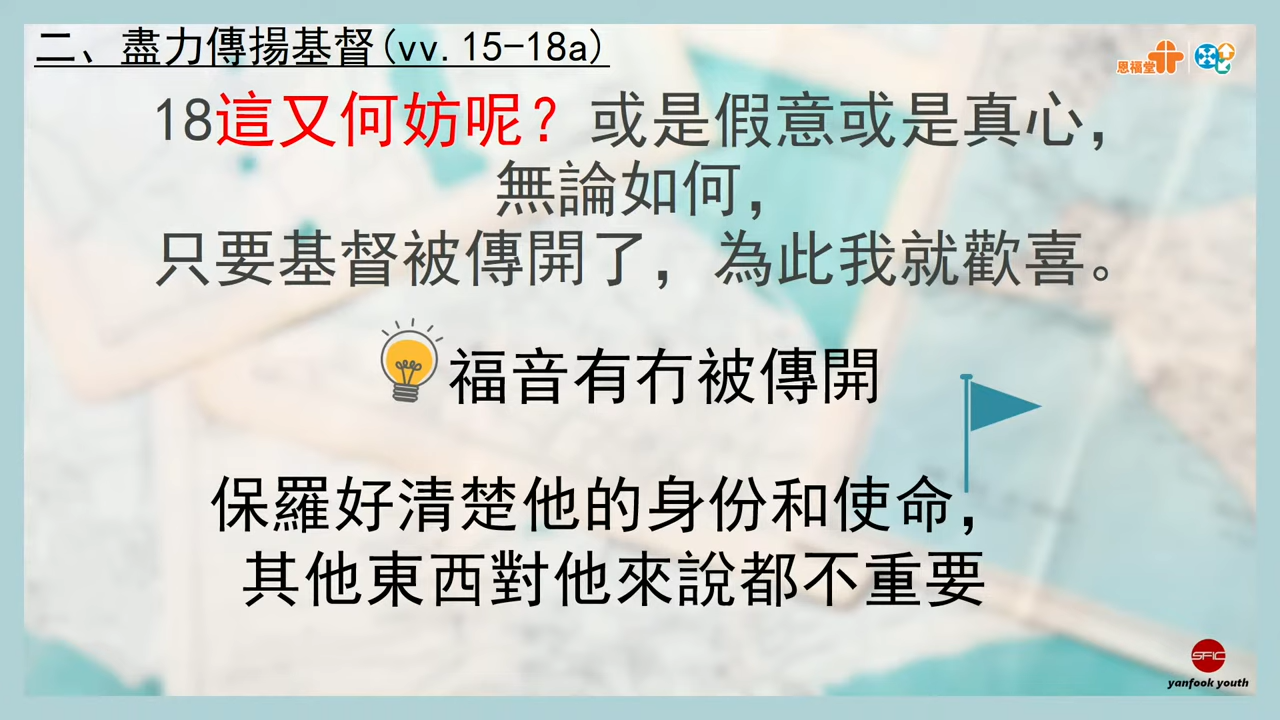 二、盡力傳揚基督(vv.15-18a)
恩福堂
18這又何妨呢？或是假意或是真心，
無論如何，
只要基督被傳開了，為此我就歡喜。
福音有冇被傳開
保羅好清楚他的身份和使命，
其他東西對他來說都不重要
SFIC
yanfook youth